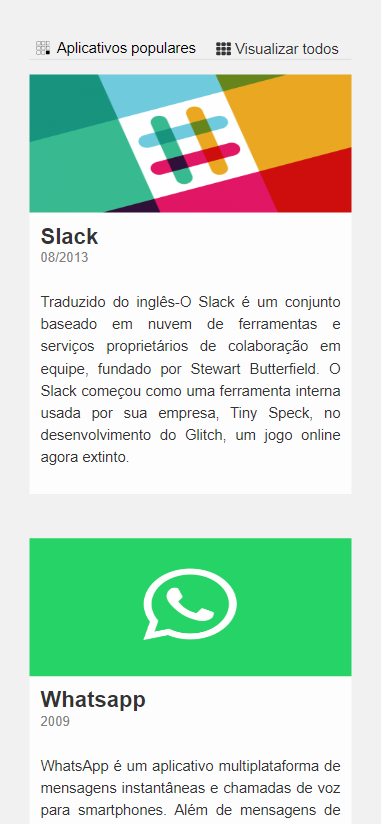 Aplicativos populares Visualizar todos
Slack
08/2013
Traduzido do inglês-O Slack é um conjunto
baseado em nuvem de ferramentas e
serviços proprietários de colaboração em
equipe, fundado por Stewart Butterfield. O
Slack começou como uma ferramenta interna
usada por sua empresa, Tiny Speck, no
desenvolvimento do Glitch, um jogo online
agora extinto.
Whatsapp
2009
WhatsApp é um aplicativo multiplataforma de
mensagens instantâneas e chamadas de voz
para smartphones. Além de mensagens de